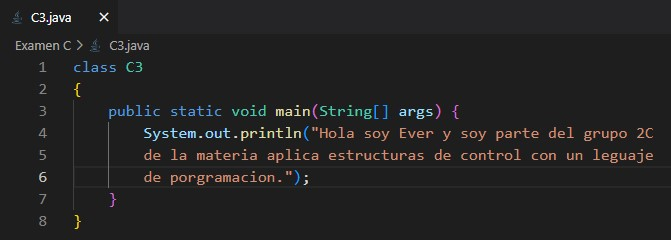 C3.java ×
Examen C > C3.java
1 class C3
2 {
3 public static void main(String[] args) {
4 System.out.println("Hola soy Ever y soy parte del grupo 2C
5 de la materia aplica estructuras de control con un leguaje
6 de porgramacion.");
7 }
8 }